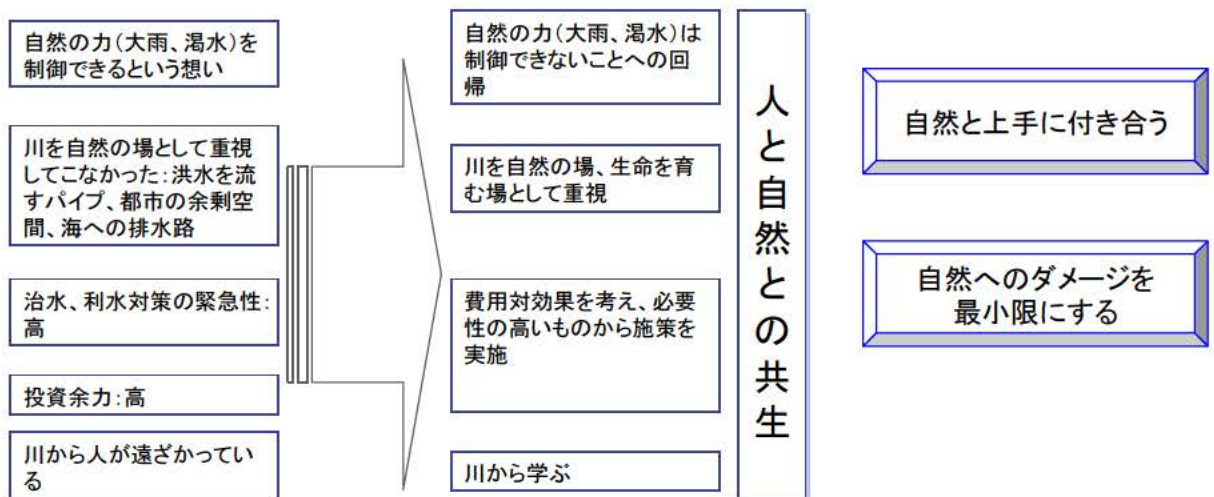 自然の力（大雨、渇水）を
制御できるという想い
川を自然の場として重視
してこなかった：洪水を流
すパイプ、都市の余剰空
間、海への排水路
治水、利水対策の緊急性：
高
投資余力：高
川から人が遠ざかってい
る
自然の力（大雨、渇水）は
制御できないことへの回
帰
川を自然の場、生命を育
む場として重視
費用対効果を考え、必要
性の高いものから施策を
実施
川から学ぶ
人と自然との共生
自然と上手に付き合う
自然へのダメージを
最小限にする